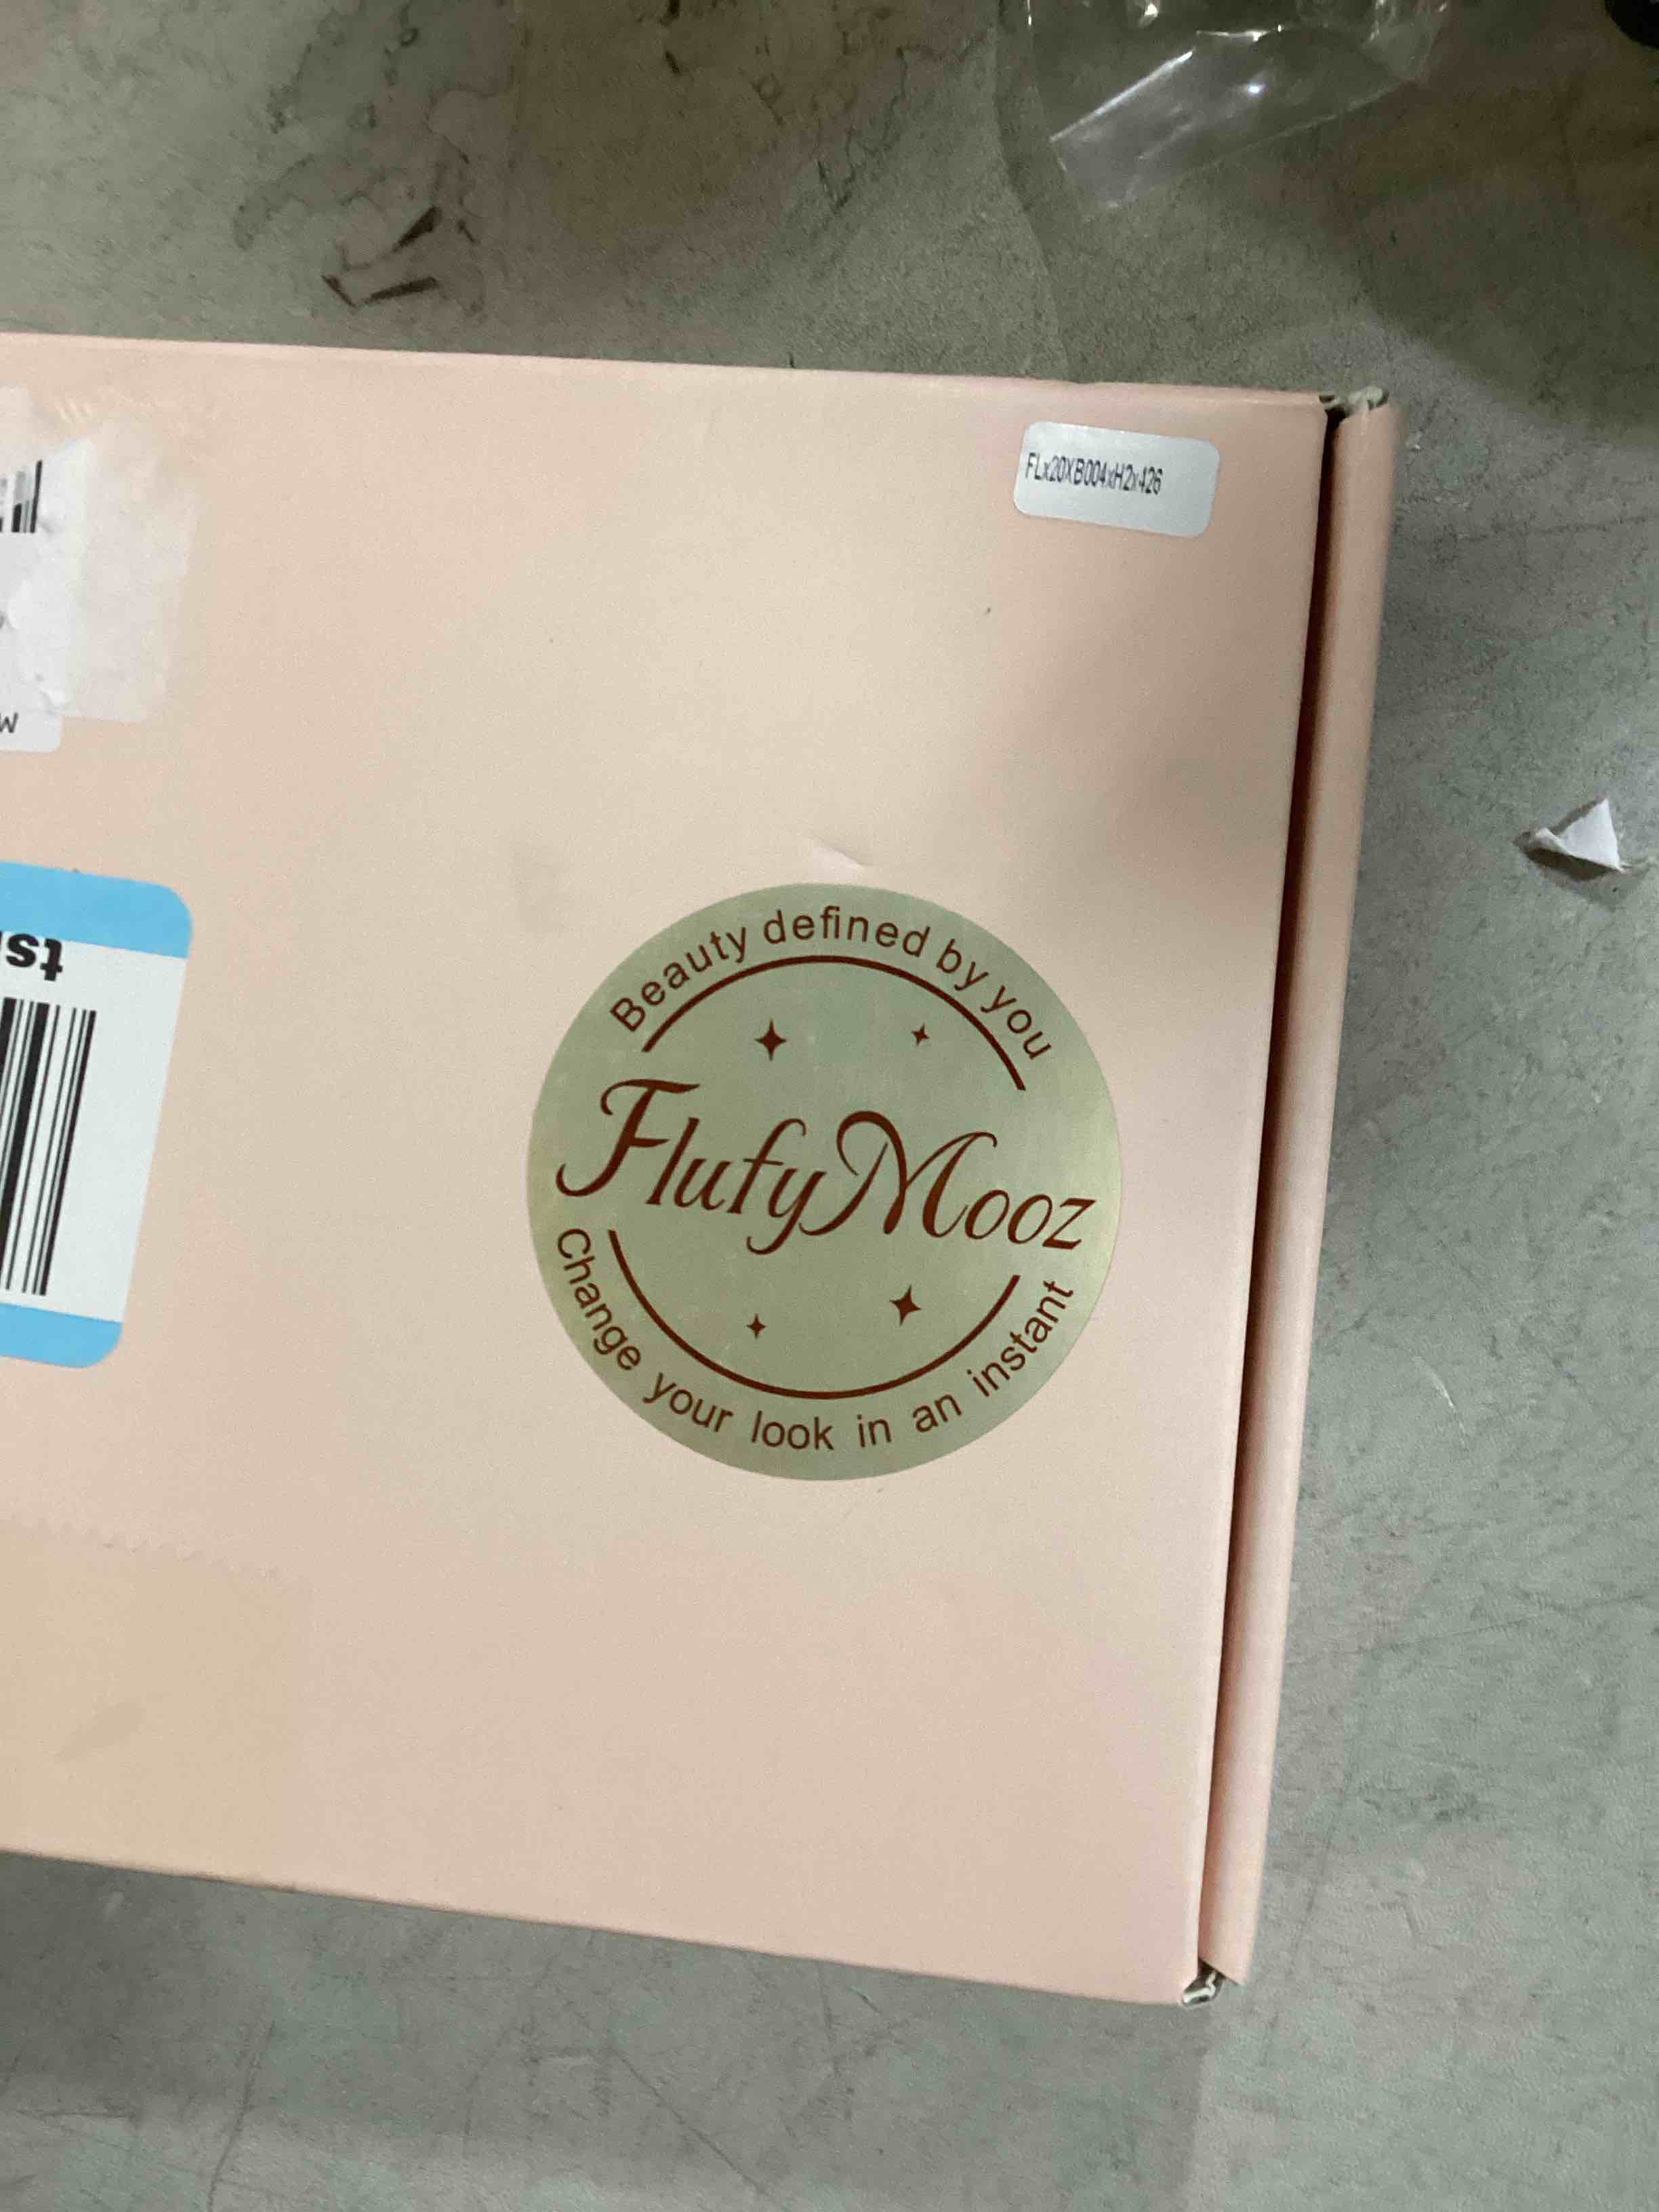 FLx20XB004xH2x426
Beauty defined by you
FlufyMooz
Change your look in an instant